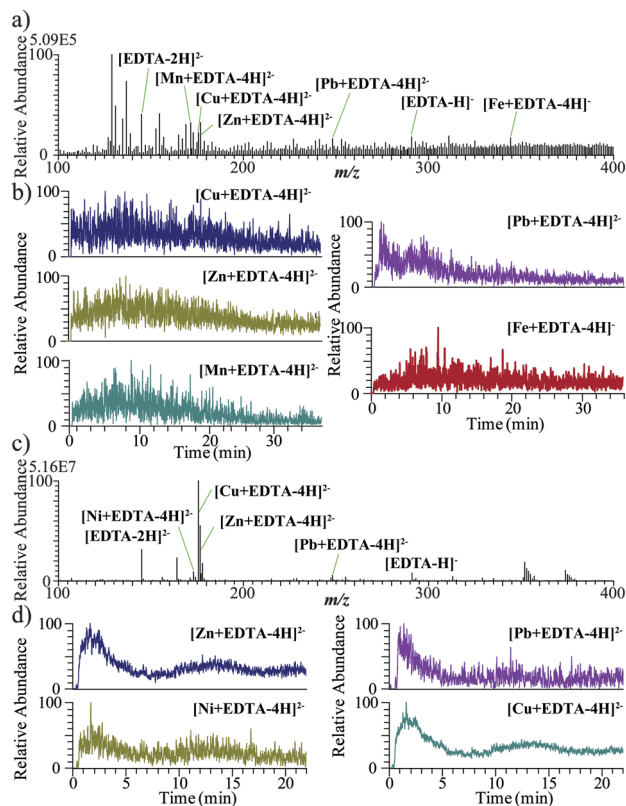 a)
5.09E5
Relative Abundance
100
0
[EDTA-2H]²⁻
[Mn+EDTA-4H]²⁻
[Cu+EDTA-4H]²⁻
[Zn+EDTA-4H]²⁻
[Pb+EDTA-4H]²⁻
[EDTA-H]⁻
[Fe+EDTA-4H]⁻
100 200 300 400
m/z
b)
Relative Abundance
100
[Cu+EDTA-4H]²⁻
0
100
[Zn+EDTA-4H]²⁻
0
100
[Mn+EDTA-4H]²⁻
0
0 10 20 30
Time (min)
Relative Abundance
100
[Pb+EDTA-4H]²⁻
0
100
[Fe+EDTA-4H]⁻
0
0 10 20 30
Time (min)
c)
5.16E7
Relative Abundance
100
0
[Cu+EDTA-4H]²⁻
[Ni+EDTA-4H]²⁻
[Zn+EDTA-4H]²⁻
[EDTA-2H]²⁻
[Pb+EDTA-4H]²⁻
[EDTA-H]⁻
100 200 300 400
m/z
d)
Relative Abundance
100
[Zn+EDTA-4H]²⁻
0
100
[Ni+EDTA-4H]²⁻
0
0 5 10 15 20
Time (min)
Relative Abundance
100
[Pb+EDTA-4H]²⁻
0
100
[Cu+EDTA-4H]²⁻
0
0 5 10 15 20
Time (min)